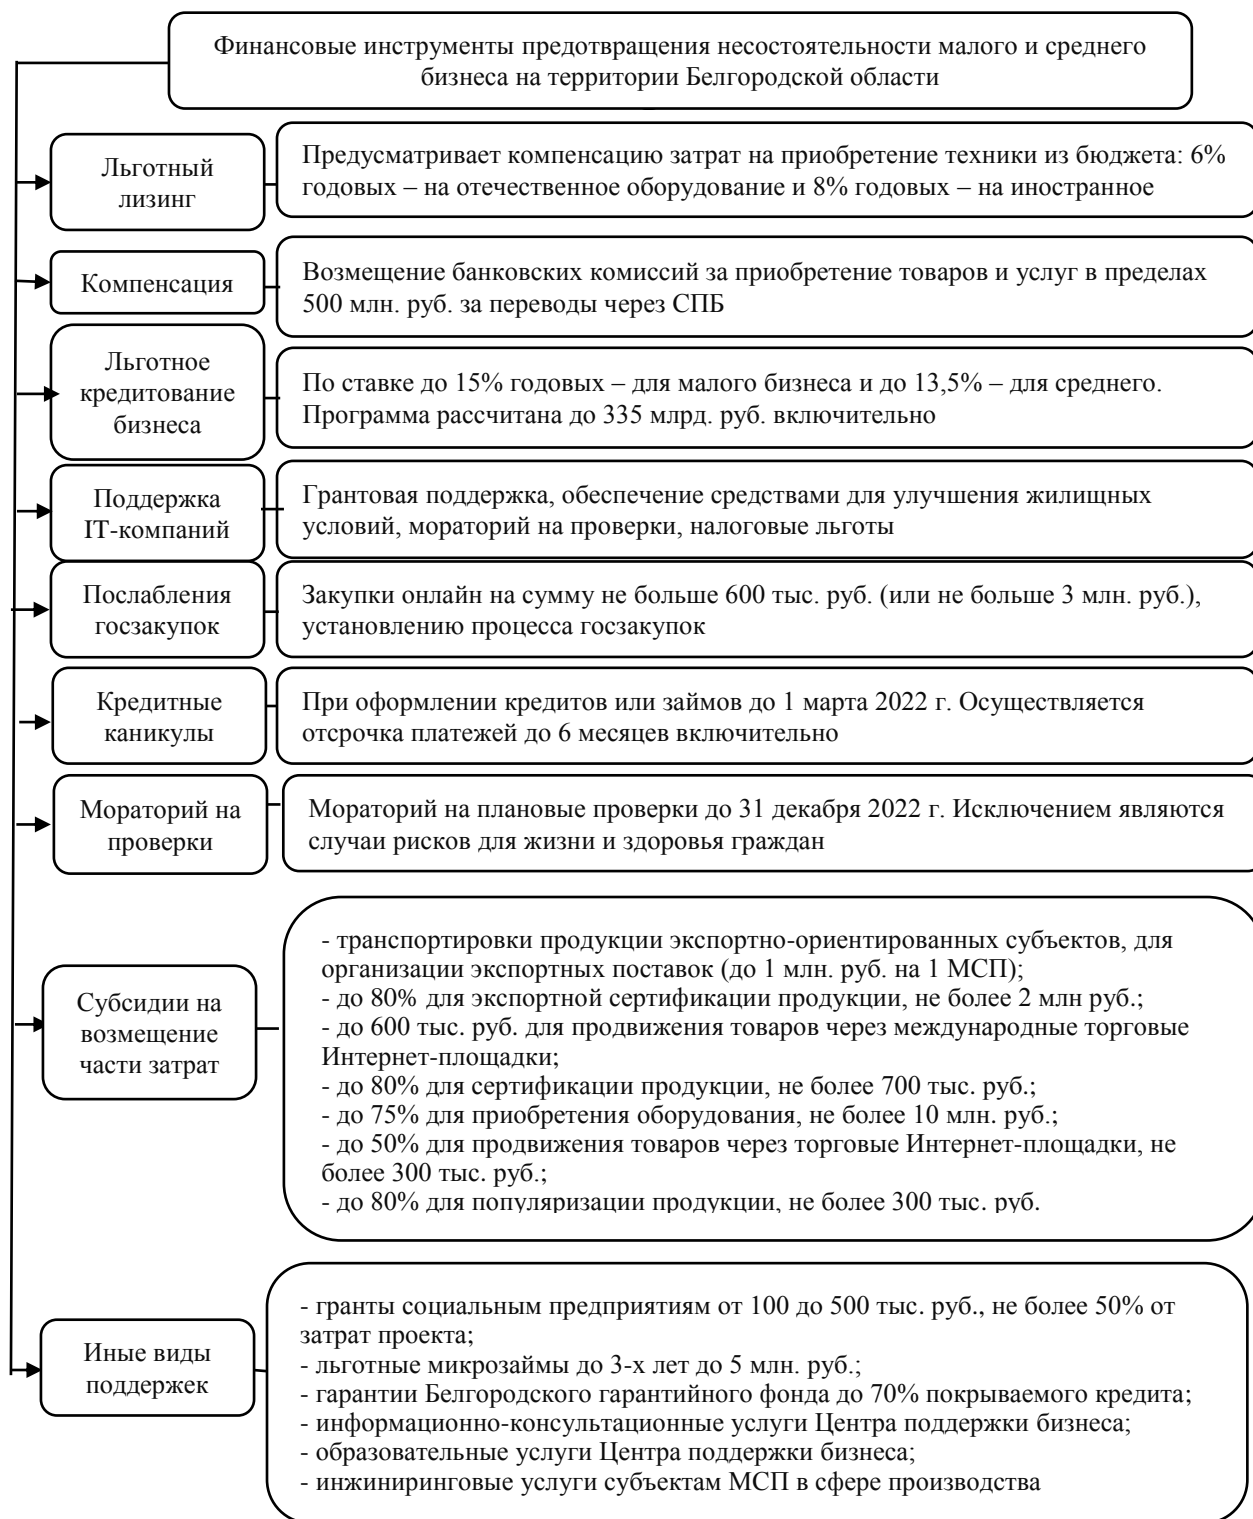 Финансовые инструменты предотвращения несостоятельности малого и среднего
бизнеса на территории Белгородской области
Льготный
лизинг
Предусматривает компенсацию затрат на приобретение техники из бюджета: 6%
годовых – на отечественное оборудование и 8% годовых – на иностранное
Компенсация
Возмещение банковских комиссий за приобретение товаров и услуг в пределах
500 млн. руб. за переводы через СПБ
Льготное
кредитование
бизнеса
По ставке до 15% годовых – для малого бизнеса и до 13,5% – для среднего.
Программа рассчитана до 335 млрд. руб. включительно
Поддержка
IT-компаний
Грантовая поддержка, обеспечение средствами для улучшения жилищных
условий, мораторий на проверки, налоговые льготы
Послабления
госзакупок
Закупки онлайн на сумму не больше 600 тыс. руб. (или не больше 3 млн. руб.),
установлению процесса госзакупок
Кредитные
каникулы
При оформлении кредитов или займов до 1 марта 2022 г. Осуществляется
отсрочка платежей до 6 месяцев включительно
Мораторий на
проверки
Мораторий на плановые проверки до 31 декабря 2022 г. Исключением являются
случаи рисков для жизни и здоровья граждан
Субсидии на
возмещение
части затрат
- транспортировки продукции экспортно-ориентированных субъектов, для
организации экспортных поставок (до 1 млн. руб. на 1 МСП);
- до 80% для экспортной сертификации продукции, не более 2 млн руб.;
- до 600 тыс. руб. для продвижения товаров через международные торговые
Интернет-площадки;
- до 80% для сертификации продукции, не более 700 тыс. руб.;
- до 75% для приобретения оборудования, не более 10 млн. руб.;
- до 50% для продвижения товаров через торговые Интернет-площадки, не
более 300 тыс. руб.;
- до 80% для популяризации продукции, не более 300 тыс. руб.
Иные виды
поддержек
- гранты социальным предприятиям от 100 до 500 тыс. руб., не более 50% от
затрат проекта;
- льготные микрозаймы до 3-х лет до 5 млн. руб.;
- гарантии Белгородского гарантийного фонда до 70% покрываемого кредита;
- информационно-консультационные услуги Центра поддержки бизнеса;
- образовательные услуги Центра поддержки бизнеса;
- инжиниринговые услуги субъектам МСП в сфере производства